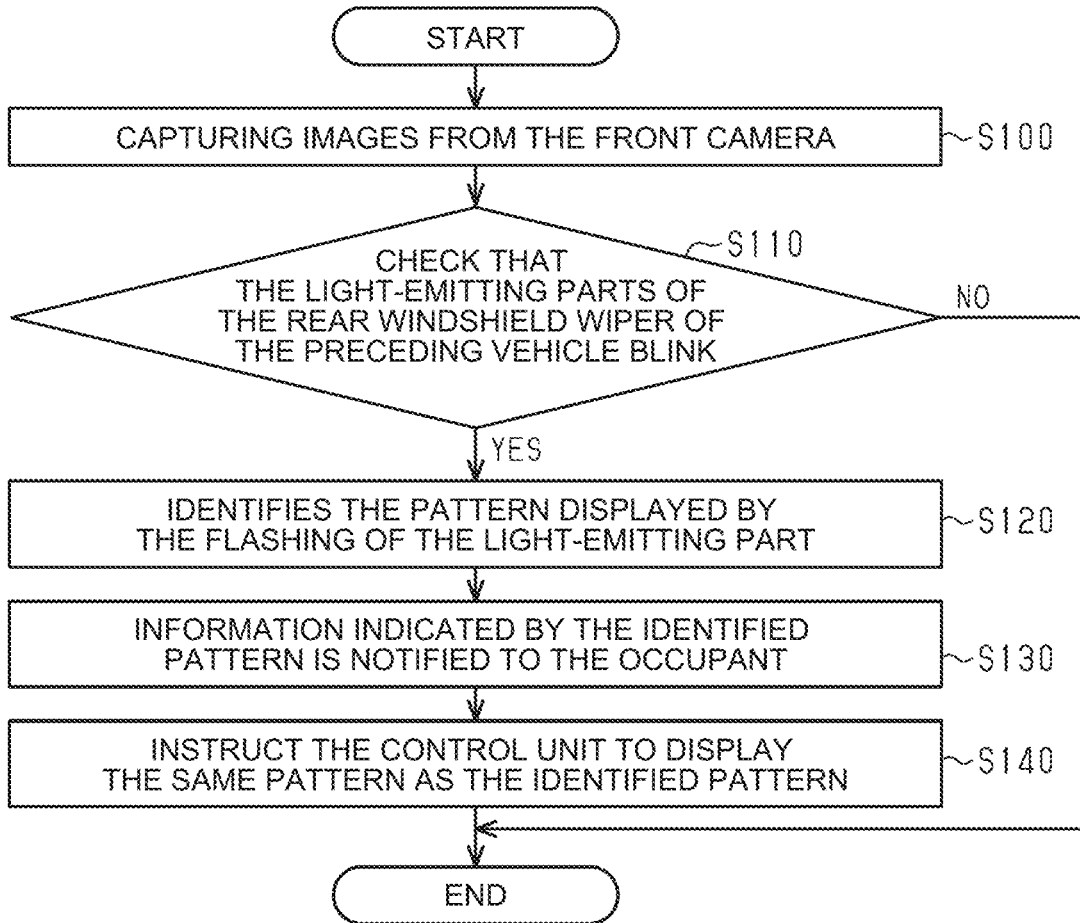 START
CAPTURING IMAGES FROM THE FRONT CAMERA
S100
S110
CHECK THAT
THE LIGHT-EMITTING PARTS OF
THE REAR WINDSHIELD WIPER OF
THE PRECEDING VEHICLE BLINK
NO
YES
IDENTIFIES THE PATTERN DISPLAYED BY
THE FLASHING OF THE LIGHT-EMITTING PART
S120
INFORMATION INDICATED BY THE IDENTIFIED
PATTERN IS NOTIFIED TO THE OCCUPANT
S130
INSTRUCT THE CONTROL UNIT TO DISPLAY
THE SAME PATTERN AS THE IDENTIFIED PATTERN
S140
END